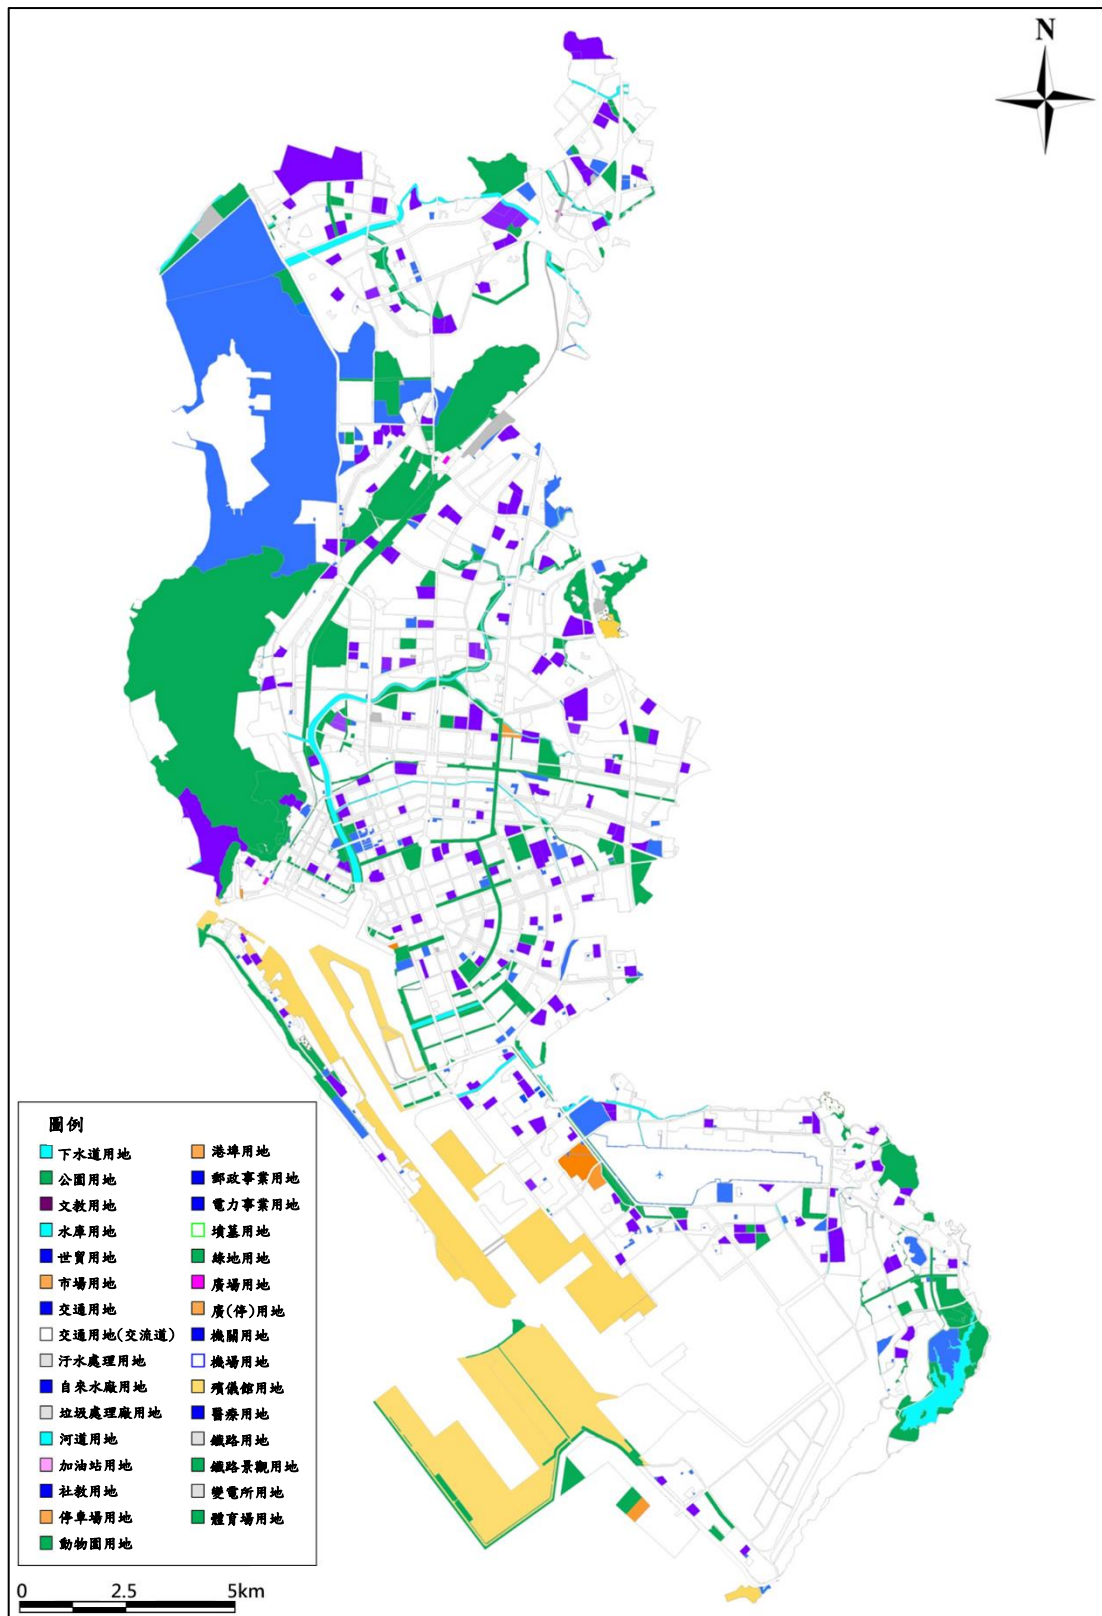 N
圖例
下水道用地
公園用地
文教用地
水庫用地
世貿用地
市場用地
交通用地
交通用地(交流道)
汙水處理用地
自來水廠用地
垃圾處理廠用地
河道用地
加油站用地
社教用地
停車場用地
動物園用地
港埠用地
郵政事業用地
電力事業用地
墳墓用地
綠地用地
廣場用地
廣(停)用地
機關用地
機場用地
殯儀館用地
醫療用地
鐵路用地
鐵路景觀用地
變電所用地
體育場用地
0 2.5 5km